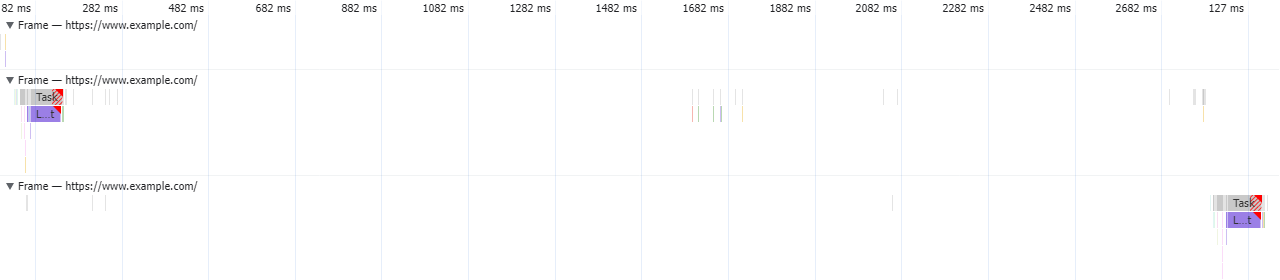 82 ms 282 ms 482 ms 682 ms 882 ms 1082 ms 1282 ms 1482 ms 1682 ms 1882 ms 2082 ms 2282 ms 2482 ms 2682 ms 127 ms
Frame — https://www.example.com/
Frame — https://www.example.com/
Task
L...t
Frame — https://www.example.com/
Task
L...t